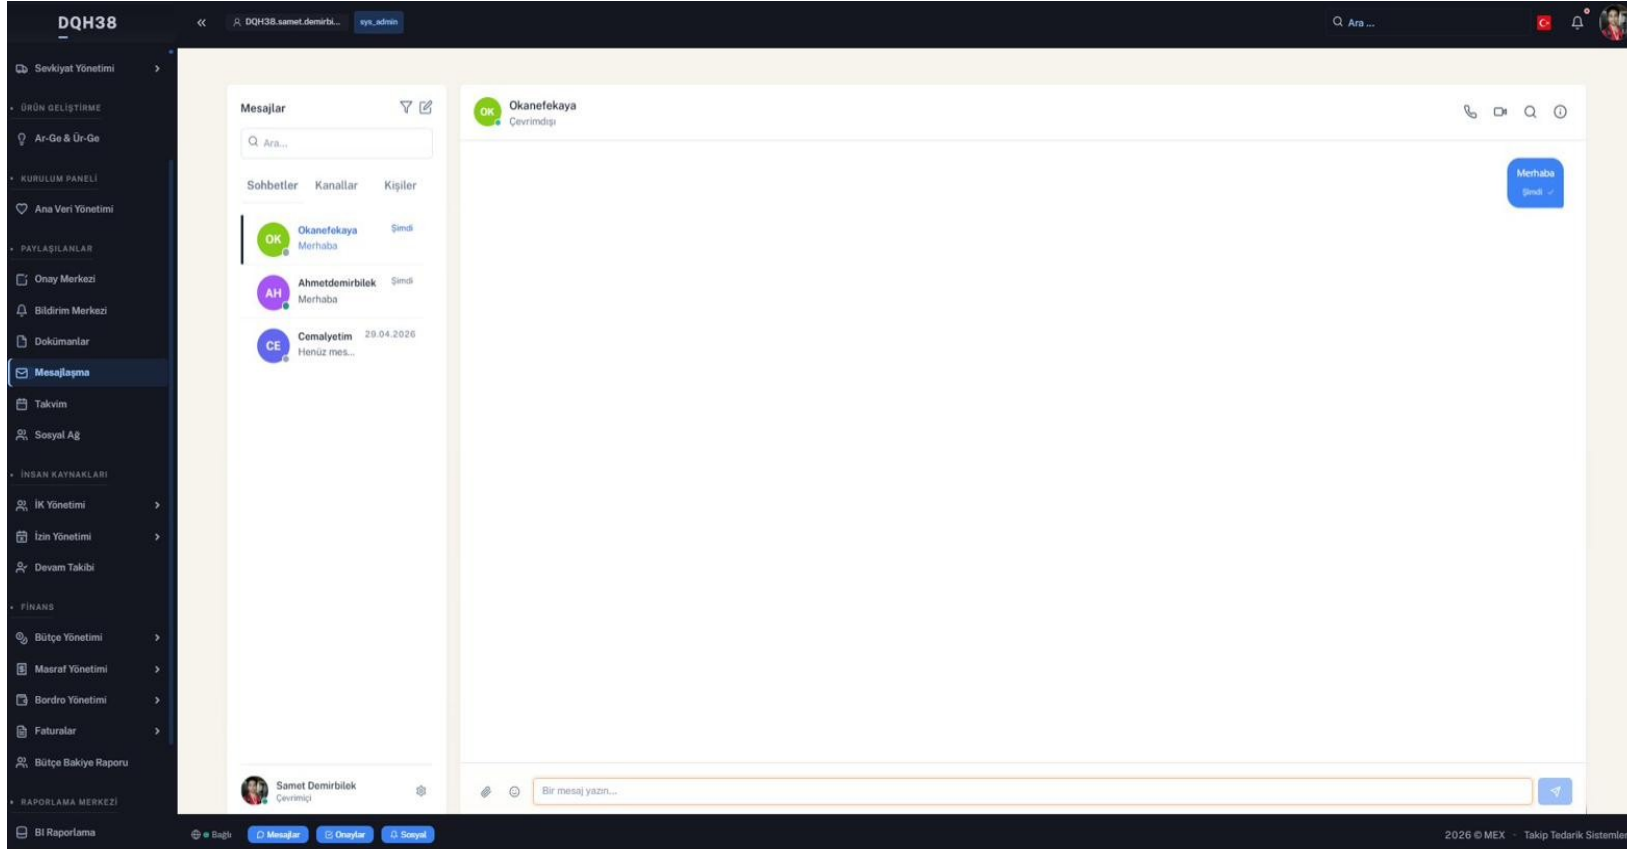 DQH38
DQH38.samet.demirbi...
sys_admin
Ara ...
Sevkiyat Yönetimi
ÜRÜN GELİŞTİRME
Ar-Ge & Ür-Ge
KURULUM PANELİ
Ana Veri Yönetimi
PAYLAŞILANLAR
Onay Merkezi
Bildirim Merkezi
Dokümanlar
Mesajlaşma
Takvim
Sosyal Ağ
İNSAN KAYNAKLARI
İK Yönetimi
İzin Yönetimi
Devam Takibi
FİNANS
Bütçe Yönetimi
Masraf Yönetimi
Bordro Yönetimi
Faturalar
Bütçe Bakiye Raporu
RAPORLAMA MERKEZİ
BI Raporlama
Mesajlar
Ara...
Sohbetler Kanallar Kişiler
OK
Okanefekaya Şimdi
Merhaba
AH
Ahmetdemirbilek Şimdi
Merhaba
CE
Cemalyetim 29.04.2026
Henüz mes...
Samet Demirbilek
Çevrimiçi
OK
Okanefekaya
Çevrimdışı
Merhaba
Şimdi ✓
Bir mesaj yazın...
Bağlı
Mesajlar
Onaylar
Sosyal
2026 © MEX - Takip Tedarik Sistemler